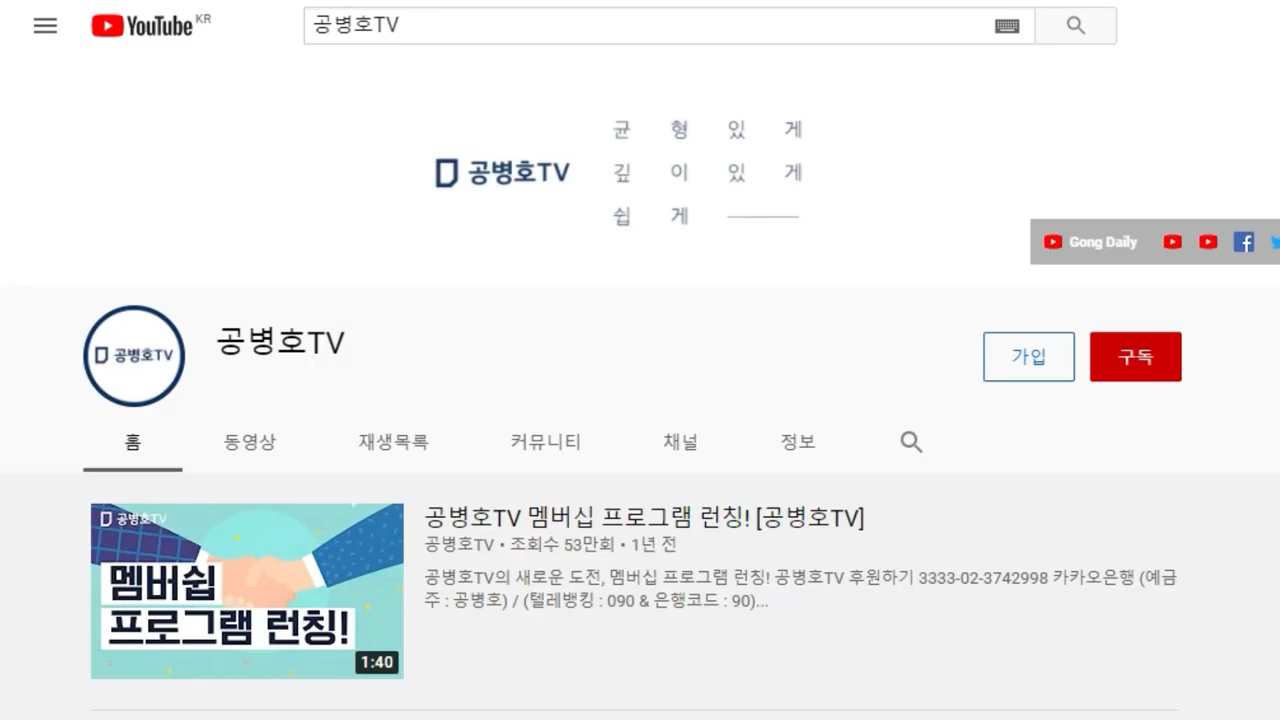 YouTube KR
공병호TV
균 형 있 게
공병호TV
깊 이 있 게
쉽 게
Gong Daily
공병호TV
공병호TV
가입
구독
홈
동영상
재생목록
커뮤니티
채널
정보
공병호TV
멤버쉽
프로그램 런칭!
1:40
공병호TV 멤버십 프로그램 런칭! [공병호TV]
공병호TV • 조회수 53만회 • 1년 전
공병호TV의 새로운 도전, 멤버십 프로그램 런칭! 공병호TV 후원하기 3333-02-3742998 카카오은행 (예금
주 : 공병호) / (텔레뱅킹 : 090 & 은행코드 : 90)...